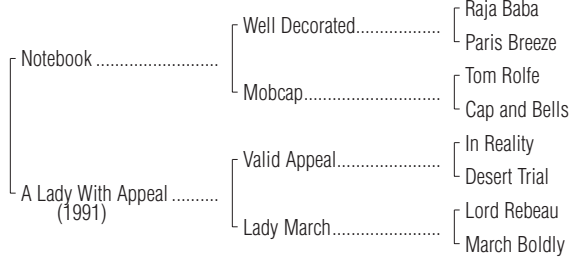 Raja Baba
Well Decorated..................
Paris Breeze
Notebook ..........................
Tom Rolfe
Mobcap.............................
Cap and Bells
In Reality
Valid Appeal......................
Desert Trial
A Lady With Appeal ..........
(1991)
Lord Rebeau
Lady March.......................
March Boldly